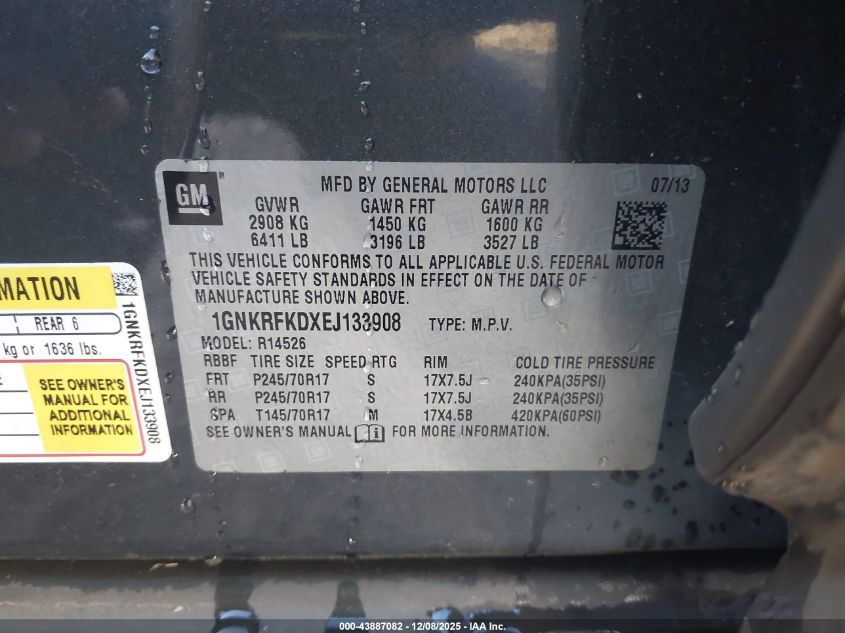 GM
®
MFD BY GENERAL MOTORS LLC 07/13
GVWR GAWR FRT GAWR RR
2908 KG 1450 KG 1600 KG
6411 LB 3196 LB 3527 LB
THIS VEHICLE CONFORMS TO ALL APPLICABLE U.S. FEDERAL MOTOR
VEHICLE SAFETY STANDARDS IN EFFECT ON THE DATE OF
MANUFACTURE SHOWN ABOVE.
1GNKRFKDXEJ133908 TYPE: M.P.V.
MODEL: R14526
RBBF TIRE SIZE SPEED RTG RIM COLD TIRE PRESSURE
FRT P245/70R17 S 17X7.5J 240KPA(35PSI)
RR P245/70R17 S 17X7.5J 240KPA(35PSI)
SPA T145/70R17 M 17X4.5B 420KPA(60PSI)
SEE OWNER'S MANUAL FOR MORE INFORMATION.
REAR 6
kg or 1636 lbs.
SEE OWNER'S
MANUAL FOR
ADDITIONAL
INFORMATION
1GNKRFKDXEJ133908
000-43887082 - 12/08/2025 - IAA Inc.